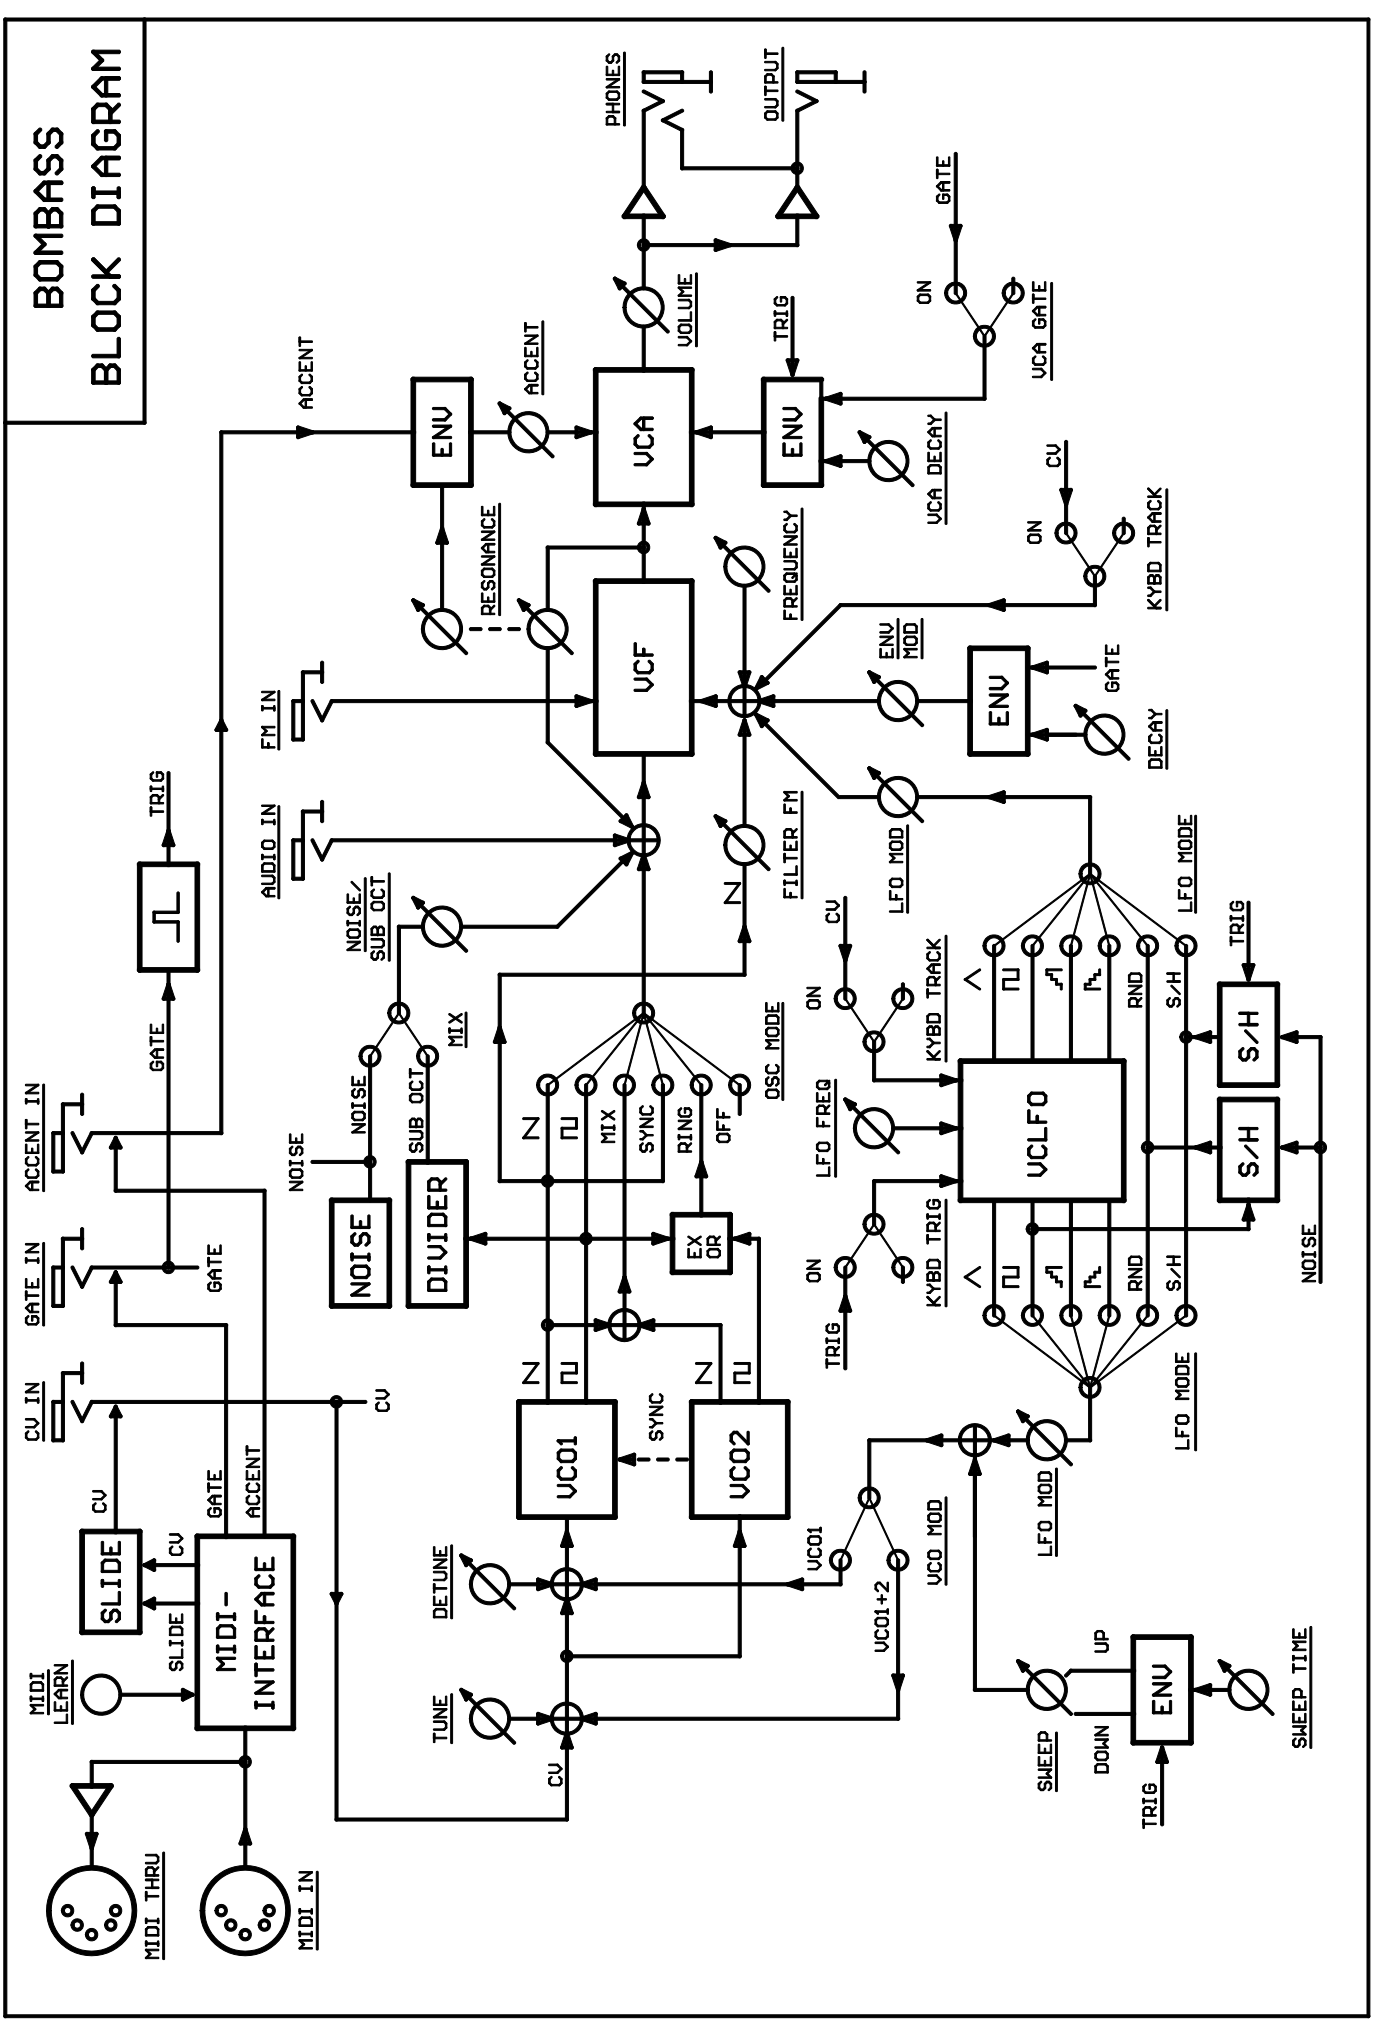 BOMBASS
BLOCK DIAGRAM
MIDI THRU
MIDI IN
MIDI
LEARN
SLIDE
SLIDE
CV
MIDI-
INTERFACE
CV
GATE
ACCENT
CV IN
CV
GATE IN
GATE
ACCENT IN
GATE
TRIG
ACCENT
AUDIO IN
FM IN
NOISE
NOISE
NOISE
DIVIDER
SUB OCT
MIX
NOISE/
SUB OCT
RESONANCE
ENV
ACCENT
CV
TUNE
DETUNE
VCO1
SYNC
VCO2
EX
OR
MIX
SYNC
RING
OFF
OSC MODE
VCF
VCA
VOLUME
PHONES
OUTPUT
FILTER FM
FREQUENCY
ENV
TRIG
VCA DECAY
ON
GATE
VCA GATE
LFO MOD
ENV
MOD
ENV
DECAY
GATE
ON
CV
KYBD TRACK
VCO1
VCO1+2
VCO MOD
SWEEP
DOWN
UP
ENV
TRIG
SWEEP TIME
LFO MOD
LFO MODE
TRIG
ON
KYBD TRIG
LFO FREQ
ON
CV
KYBD TRACK
VCLFO
RND
S/H
RND
S/H
LFO MODE
NOISE
S/H
S/H
TRIG